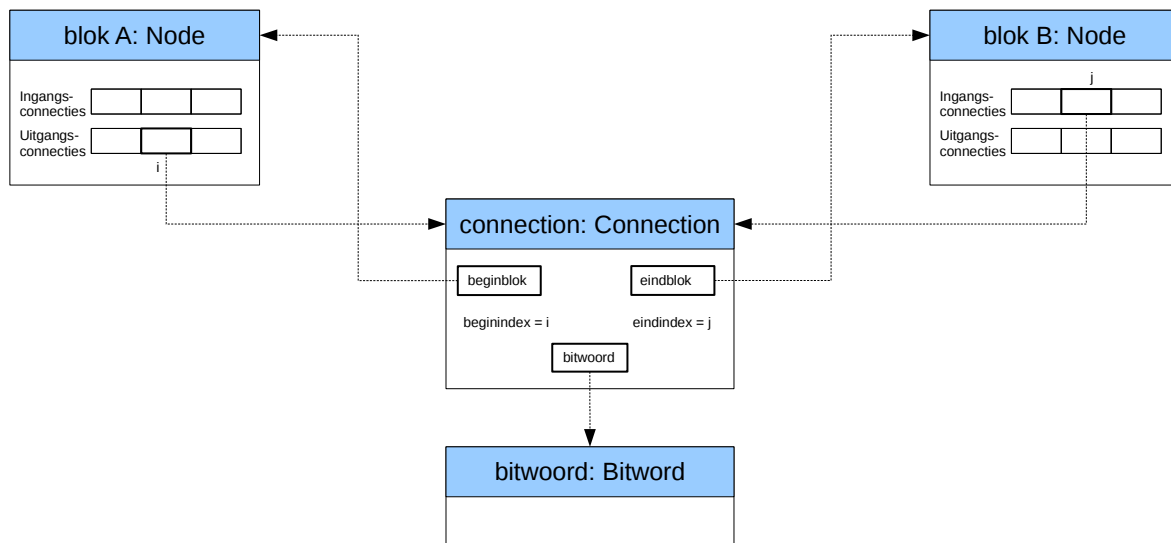 blok A: Node
Ingangs-
connecties
Uitgangs-
connecties
i
blok B: Node
j
Ingangs-
connecties
Uitgangs-
connecties
connection: Connection
beginblok
eindblok
beginindex = i
eindindex = j
bitwoord
bitwoord: Bitword